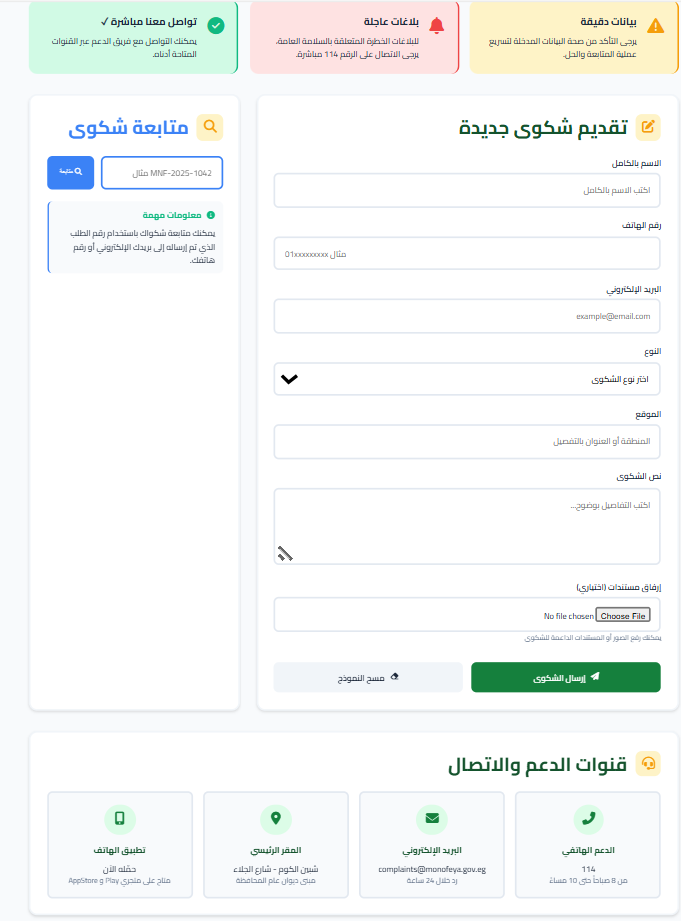 بيانات دقيقة
يرجى التأكد من صحة البيانات المدخلة لتسريع
عملية المتابعة والحل.
بلاغات عاجلة
للبلاغات الخطرة المتعلقة بالسلامة العامة،
يرجى الاتصال على الرقم 114 مباشرة.
تواصل معنا مباشرة ✓
يمكنك التواصل مع فريق الدعم عبر القنوات
المتاحة أدناه.
تقديم شكوى جديدة
الاسم بالكامل
اكتب الاسم بالكامل
رقم الهاتف
مثال 01xxxxxxxxx
البريد الإلكتروني
example@email.com
النوع
اختر نوع الشكوى
الموقع
المنطقة أو العنوان بالتفصيل
نص الشكوى
اكتب التفاصيل بوضوح...
إرفاق مستندات (اختياري)
Choose File No file chosen
يمكنك رفع الصور أو المستندات الداعمة للشكوى
إرسال الشكوى
مسح النموذج
متابعة شكوى
مثال MNF-2025-1042
متابعة
معلومات مهمة
يمكنك متابعة شكواك باستخدام رقم الطلب
الذي تم إرساله إلى بريدك الإلكتروني أو رقم
هاتفك.
قنوات الدعم والاتصال
الدعم الهاتفي
114
من 8 صباحاً حتى 10 مساءً
البريد الإلكتروني
complaints@monofeya.gov.eg
رد خلال 24 ساعة
المقر الرئيسي
شبين الكوم - شارع الجلاء
مبنى ديوان عام المحافظة
تطبيق الهاتف
حمّله الآن
متاح على متجري Play و AppStore